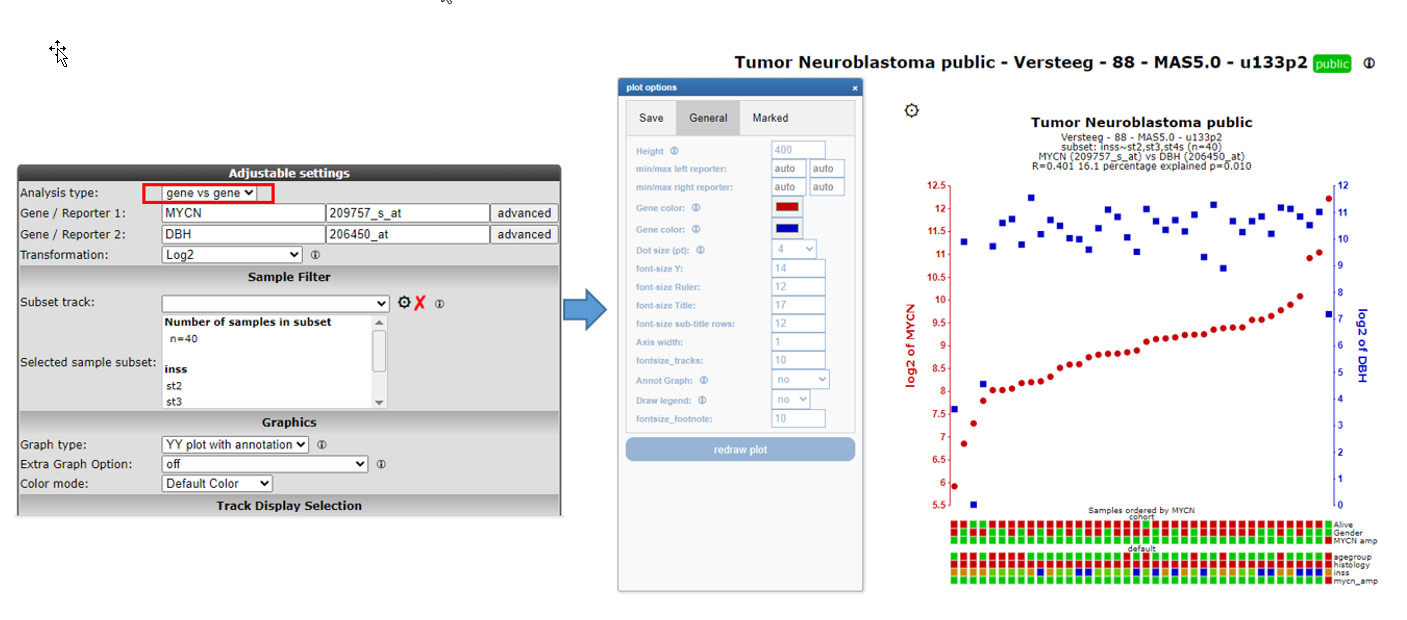 Tumor Neuroblastoma public - Versteeg - 88 - MAS5.0 - u133p2 public
Adjustable settings
Analysis type: gene vs gene
Gene / Reporter 1: MYCN 209757_s_at advanced
Gene / Reporter 2: DBH 206450_at advanced
Transformation: Log2
Sample Filter
Subset track:
Selected sample subset:
Number of samples in subset
n=40
inss
st2
st3
Graphics
Graph type: YY plot with annotation
Extra Graph Option: off
Color mode: Default Color
Track Display Selection
plot options x
Save General Marked
Height 400
min/max left reporter: auto auto
min/max right reporter: auto auto
Gene color:
Gene color:
Dot size (pt): 4
font-size Y: 14
font-size Ruler: 12
font-size Title: 17
font-size sub-title rows: 12
Axis width: 1
fontsize_tracks: 10
Annot Graph: no
Draw legend: no
fontsize_footnote: 10
redraw plot
Tumor Neuroblastoma public
Versteeg - 88 - MAS5.0 - u133p2
subset: inss~st2,st3,st4s (n=40)
MYCN (209757_s_at) vs DBH (206450_at)
R=0.401 16.1 percentage explained p=0.010
log2 of MYCN
12.5
12
11.5
11
10.5
10
9.5
9
8.5
8
7.5
7
6.5
6
5.5
12
11
10
9
8
7
6
5
4
3
2
1
0
log2 of DBH
Samples ordered by MYCN
cohort
Alive
Gender
MYCN amp
default
agegroup
histology
inss
mycn_amp